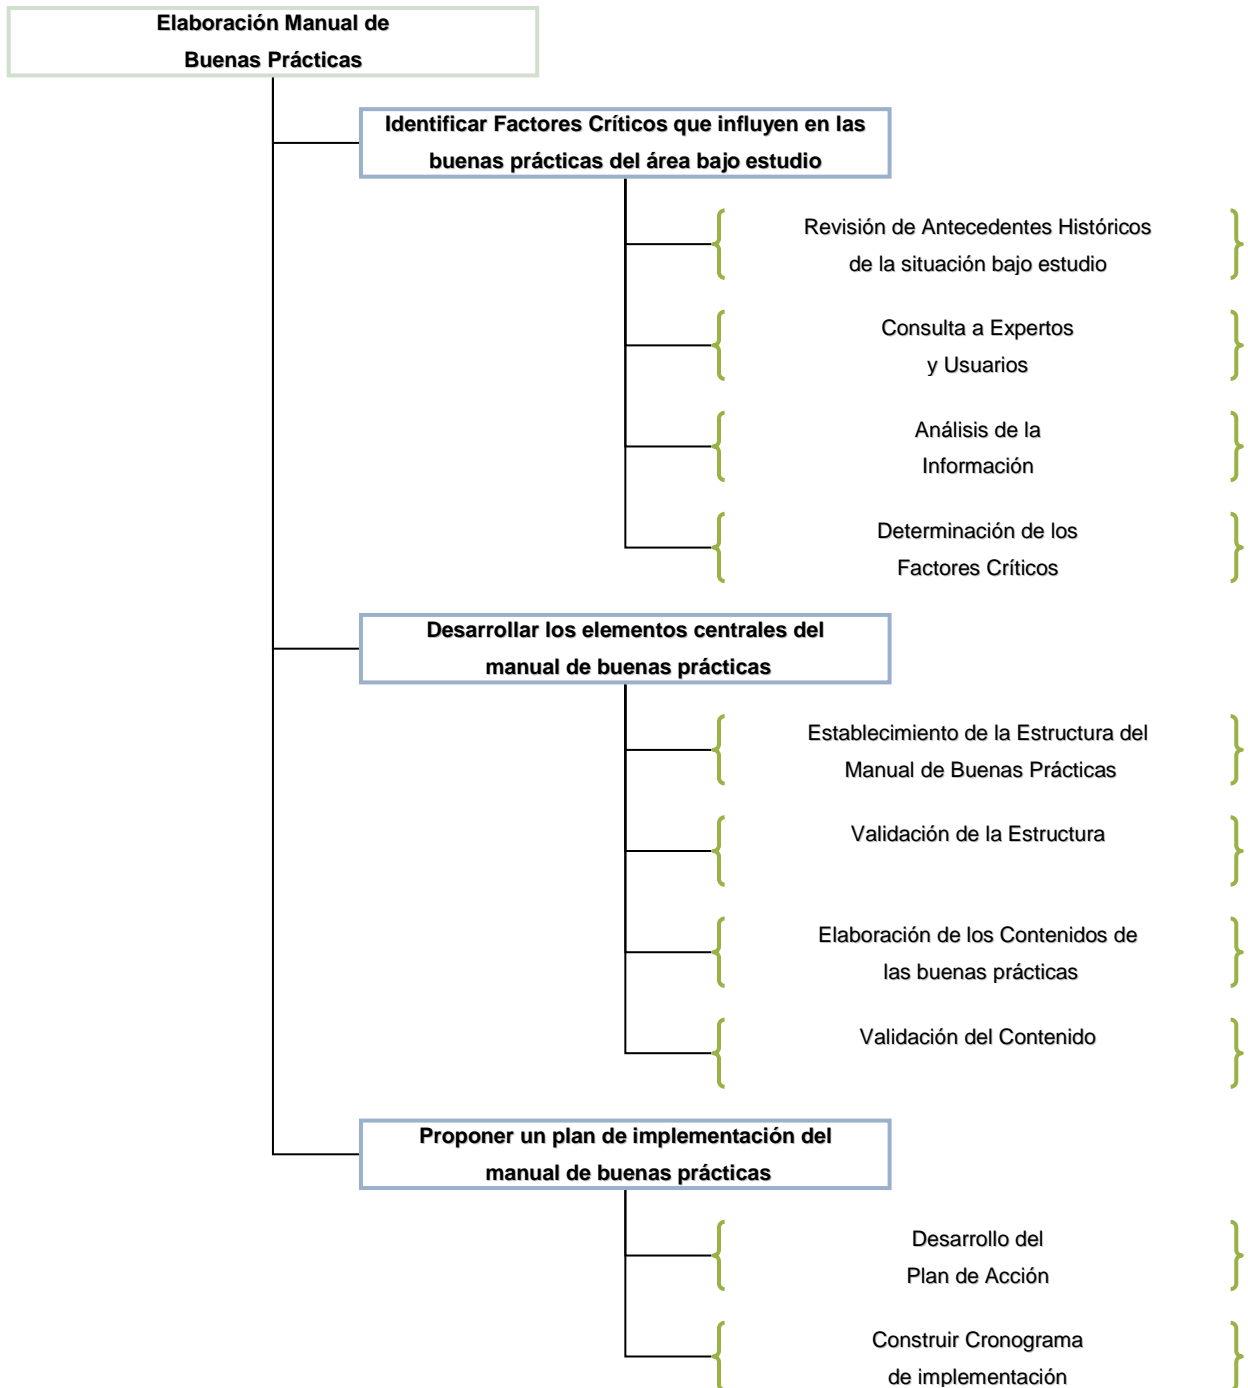 Elaboración Manual de
Buenas Prácticas
Identificar Factores Críticos que influyen en las
buenas prácticas del área bajo estudio
Revisión de Antecedentes Históricos
de la situación bajo estudio
Consulta a Expertos
y Usuarios
Análisis de la
Información
Determinación de los
Factores Críticos
Desarrollar los elementos centrales del
manual de buenas prácticas
Establecimiento de la Estructura del
Manual de Buenas Prácticas
Validación de la Estructura
Elaboración de los Contenidos de
las buenas prácticas
Validación del Contenido
Proponer un plan de implementación del
manual de buenas prácticas
Desarrollo del
Plan de Acción
Construir Cronograma
de implementación